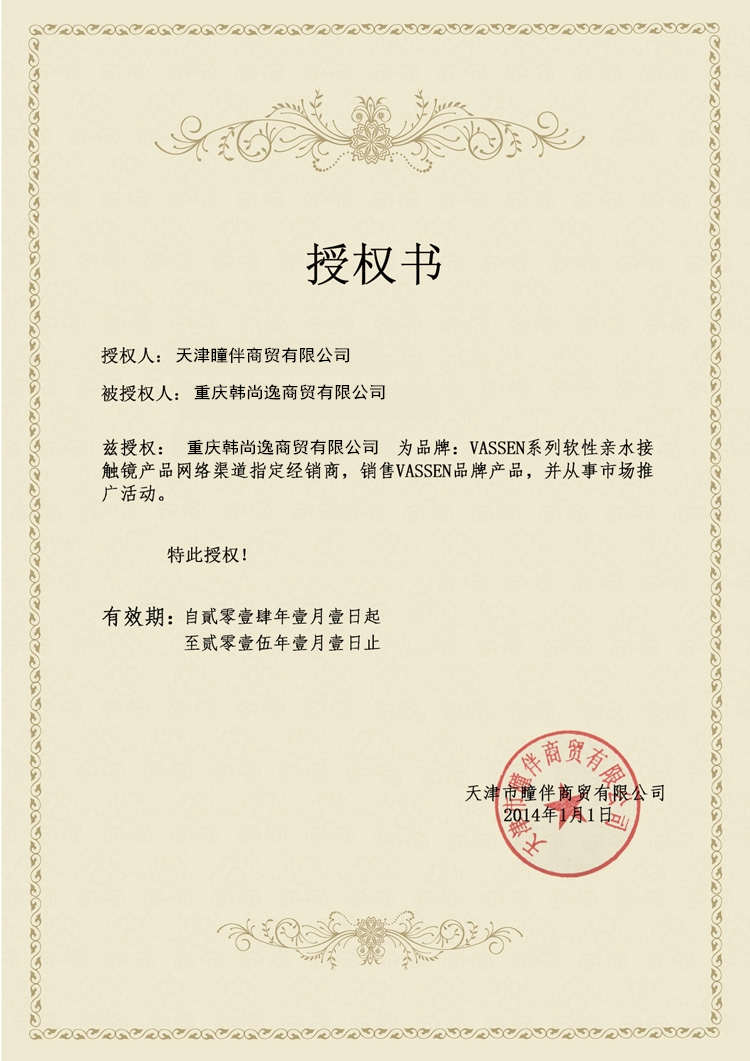 授权书
授权人：天津瞳伴商贸有限公司
被授权人：重庆韩尚逸商贸有限公司
兹授权： 重庆韩尚逸商贸有限公司 为品牌：VASSEN系列软性亲水接
触镜产品网络渠道指定经销商，销售VASSEN品牌产品，并从事市场推
广活动。
特此授权！
有效期：自贰零壹肆年壹月壹日起
至贰零壹伍年壹月壹日止
天津市瞳伴商贸有限公司
天津市瞳伴商贸有限公司
2014年1月1日